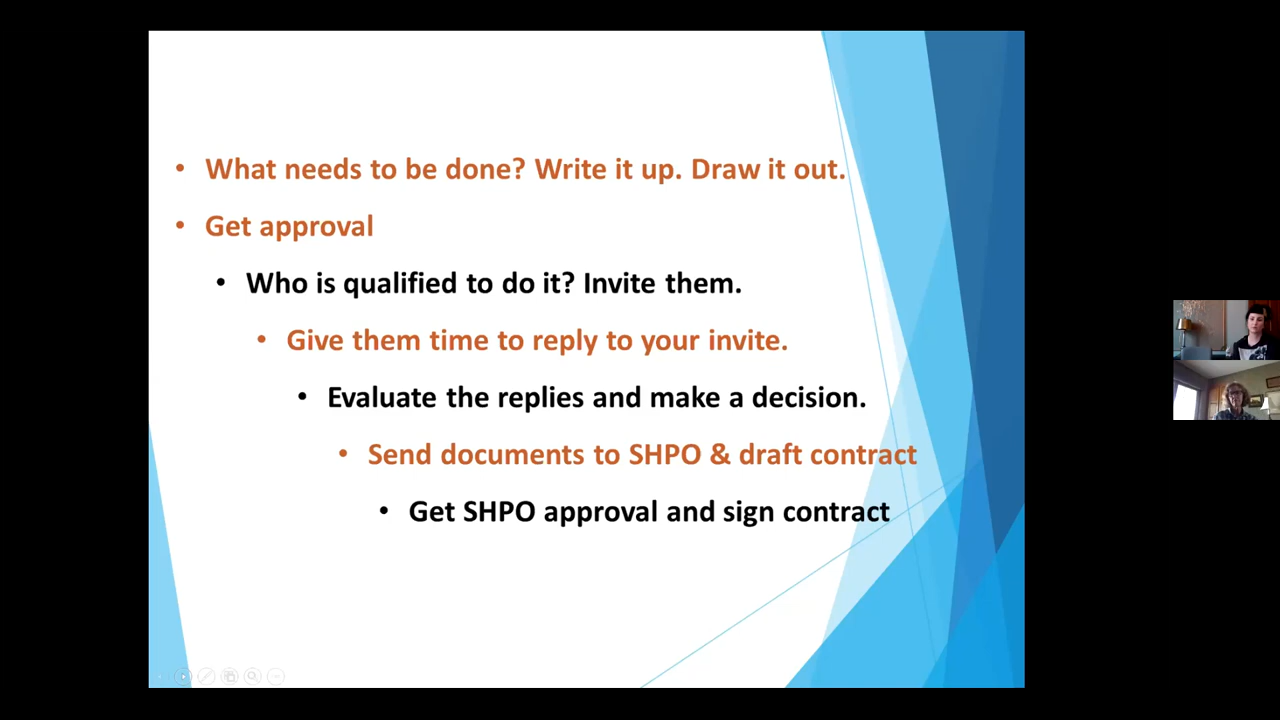 • What needs to be done? Write it up. Draw it out.
• Get approval
• Who is qualified to do it? Invite them.
• Give them time to reply to your invite.
• Evaluate the replies and make a decision.
• Send documents to SHPO & draft contract
• Get SHPO approval and sign contract